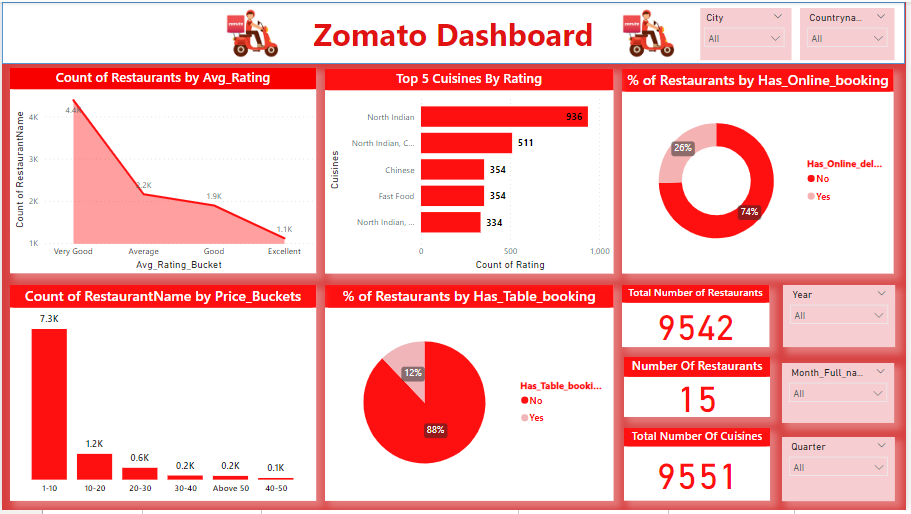 Zomato Dashboard
City
All
Countryna...
All
Count of Restaurants by Avg_Rating
Count of RestaurantName
4K
3K
2K
1K
4.4K
2.2K
1.9K
1.1K
Very Good
Average
Good
Excellent
Avg_Rating_Bucket
Top 5 Cuisines By Rating
Cuisines
North Indian
936
North Indian, C...
511
Chinese
354
Fast Food
354
North Indian, ...
334
0
500
1,000
Count of Rating
% of Restaurants by Has_Online_booking
26%
74%
Has_Online_del...
No
Yes
Count of RestaurantName by Price_Buckets
7.3K
1.2K
0.6K
0.2K
0.2K
0.1K
1-10
10-20
20-30
30-40
Above 50
40-50
% of Restaurants by Has_Table_booking
12%
88%
Has_Table_booki...
No
Yes
Total Number of Restaurants
9542
Number Of Restaurants
15
Total Number Of Cuisines
9551
Year
All
Month_Full_na...
All
Quarter
All